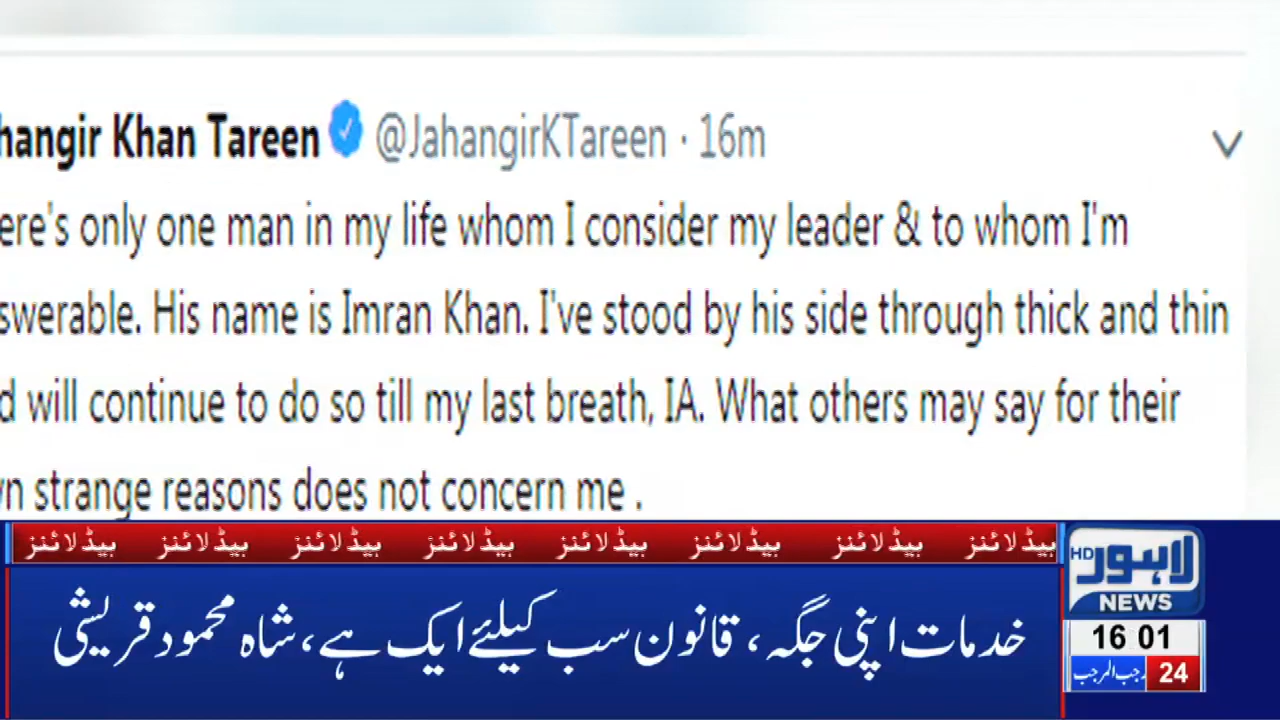 hangir Khan Tareen @JahangirKTareen · 16m
ere's only one man in my life whom I consider my leader & to whom I'm
swerable. His name is Imran Khan. I've stood by his side through thick and thin
d will continue to do so till my last breath, IA. What others may say for their
vn strange reasons does not concern me .
ہیڈلائنز ہیڈلائنز ہیڈلائنز ہیڈلائنز ہیڈلائنز ہیڈلائنز ہیڈلائنز ہیڈلائنز
خدمات اپنی جگہ، قانون سب کیلئے ایک ہے، شاہ محمود قریشی
لاہور HD
NEWS
16 01
24 رجب المرجب